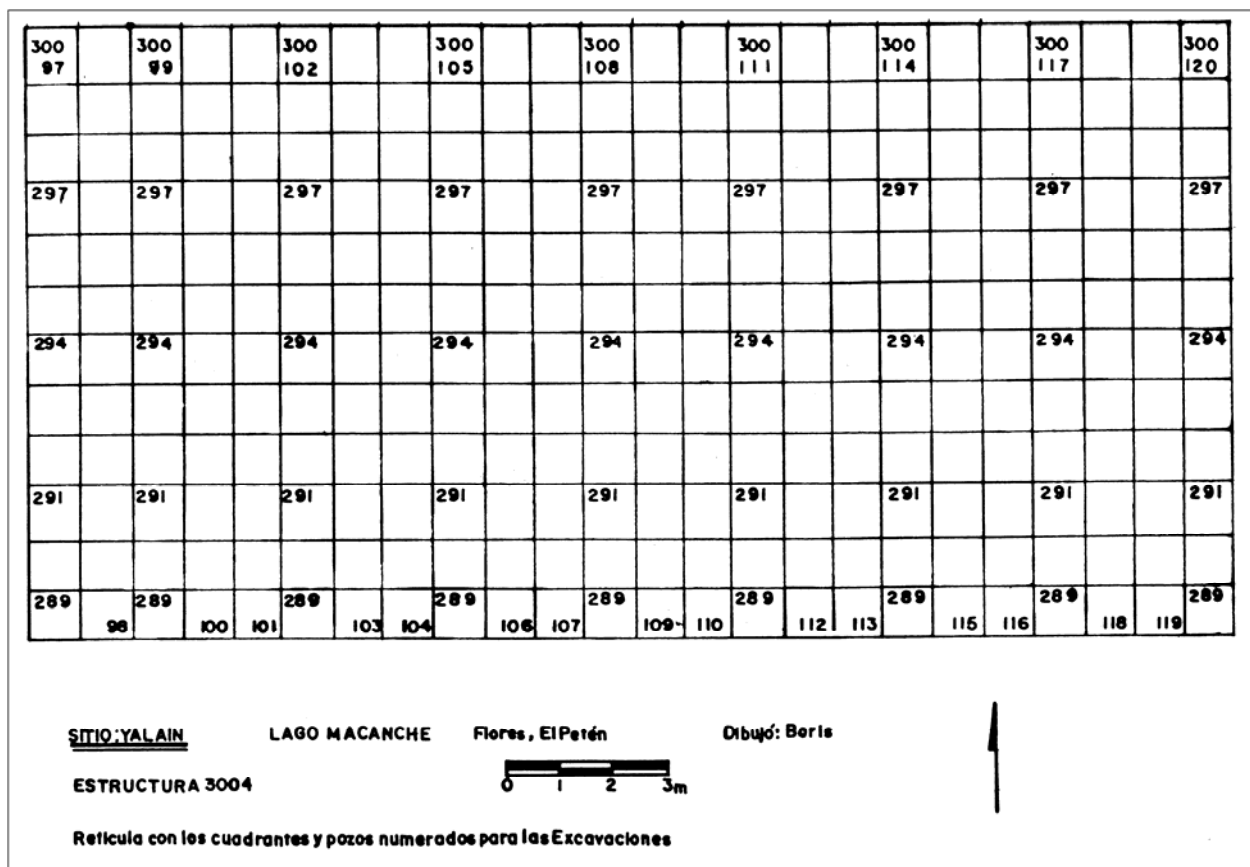 300 300 300 300 300 300 300 300 300
97 99 102 105 108 111 114 117 120
297 297 297 297 297 297 297 297 297
294 294 294 294 294 294 294 294 294
291 291 291 291 291 291 291 291 291
289 289 289 289 289 289 289 289 289
98 100 101 103 104 106 107 109 110 112 113 115 116 118 119
SITIO:YALAIN LAGO MACANCHE Flores, El Petén Dibujó: Boris
ESTRUCTURA 3004
0 1 2 3m
Retícula con los cuadrantes y pozos numerados para las Excavaciones